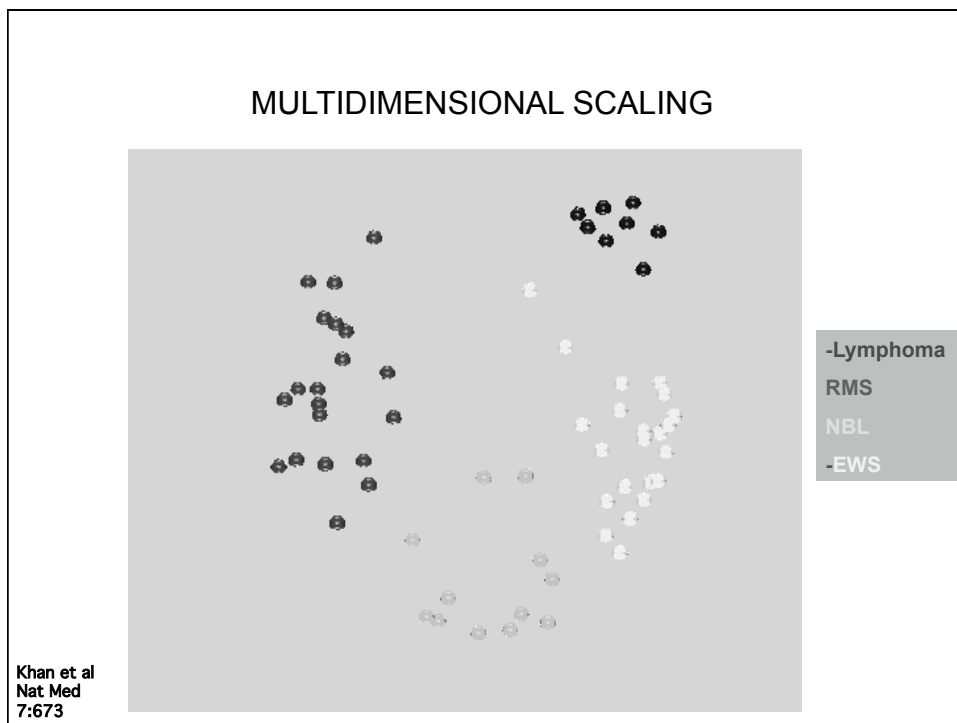 MULTIDIMENSIONAL SCALING
-Lymphoma
RMS
NBL
-EWS
Khan et al
Nat Med
7:673